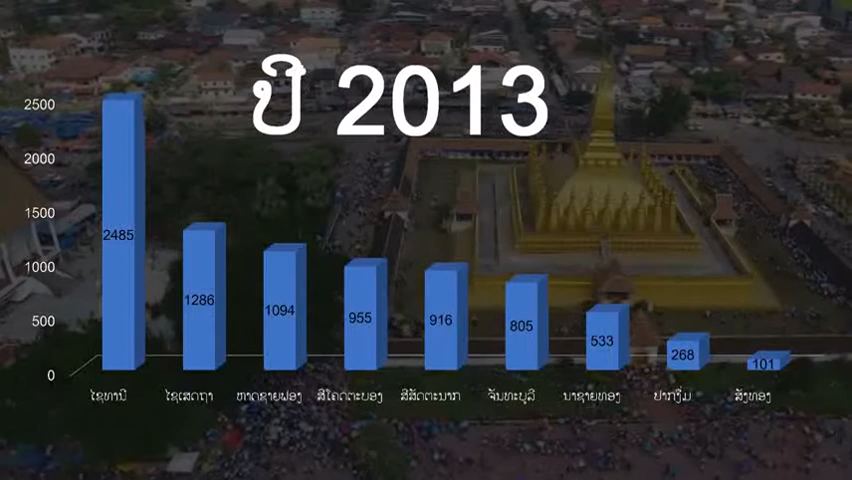 ປີ 2013
2500
2000
1500
1000
500
0
2485
1286
1094
955
916
805
533
268
101
ໄຊທານີ
ໄຊເສດຖາ
ຫາດຊາຍຟອງ
ສີໂຄດຕະບອງ
ສີສັດຕະນາກ
ຈັນທະບູລີ
ນາຊາຍທອງ
ປາກງື່ມ
ສັງທອງ